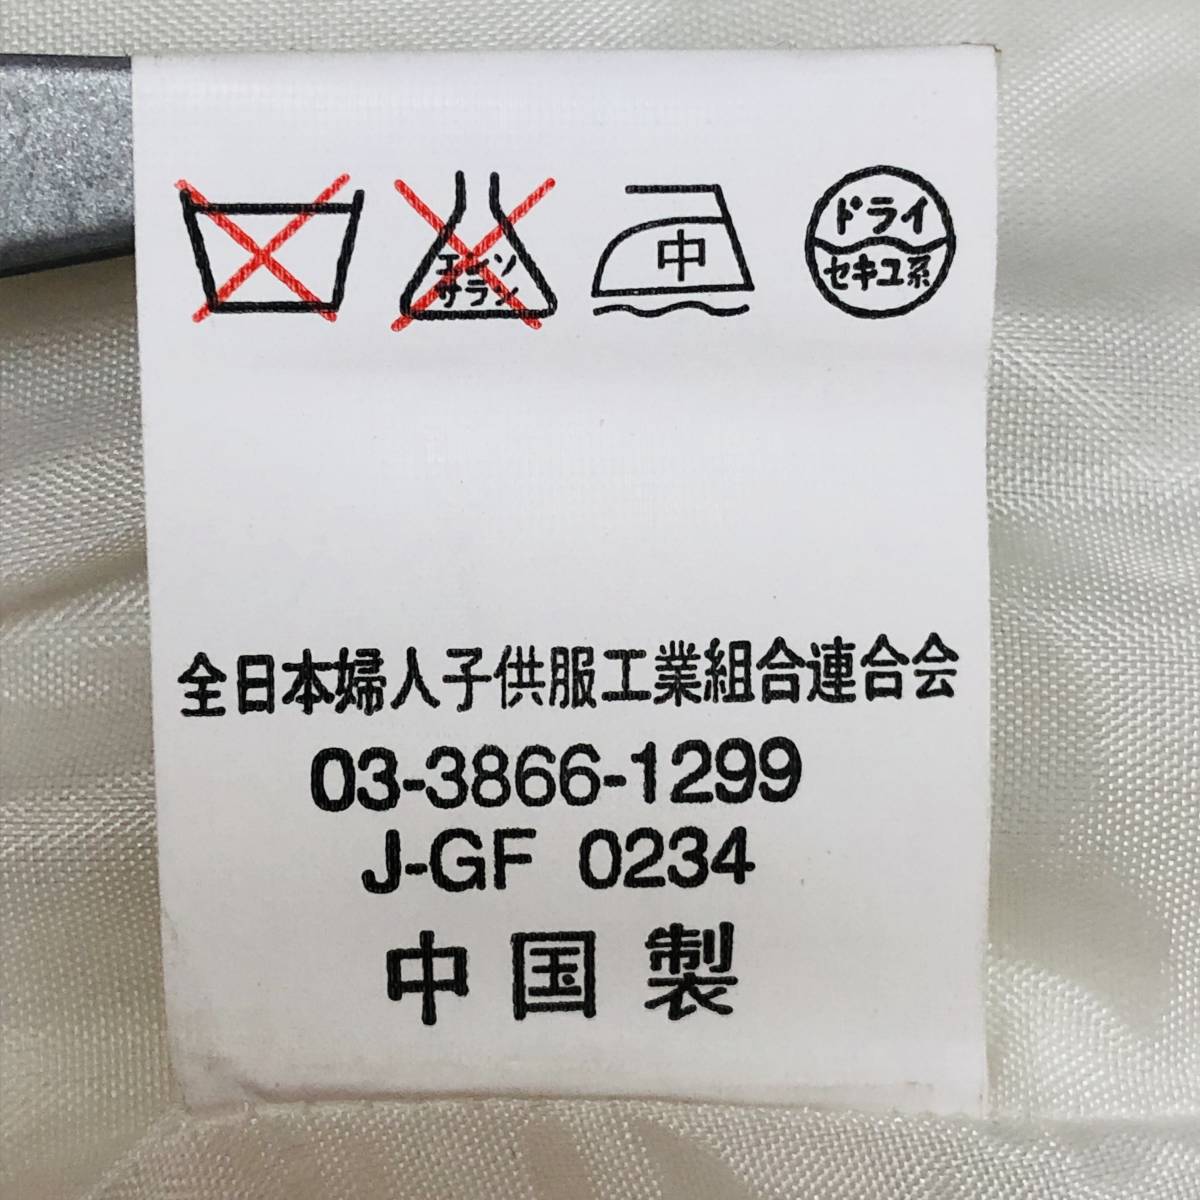 エンソ
サラシ
中
ドライ
セキユ系
全日本婦人子供服工業組合連合会
03-3866-1299
J-GF 0234
中国製